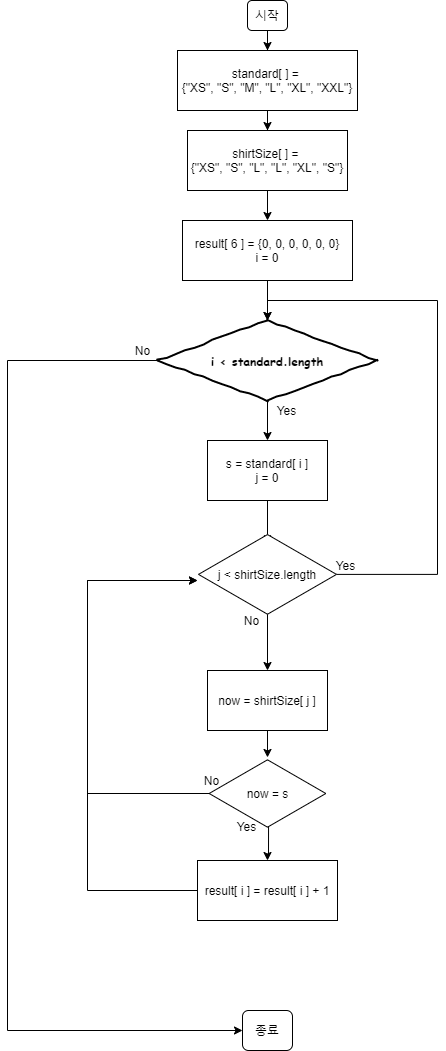 시작
standard[ ] =
{"XS", "S", "M", "L", "XL", "XXL"}
shirtSize[ ] =
{"XS", "S", "L", "L", "XL", "S"}
result[ 6 ] = {0, 0, 0, 0, 0, 0}
i = 0
No
i < standard.length
Yes
s = standard[ i ]
j = 0
j < shirtSize.length
Yes
No
now = shirtSize[ j ]
No
now = s
Yes
result[ i ] = result[ i ] + 1
종료